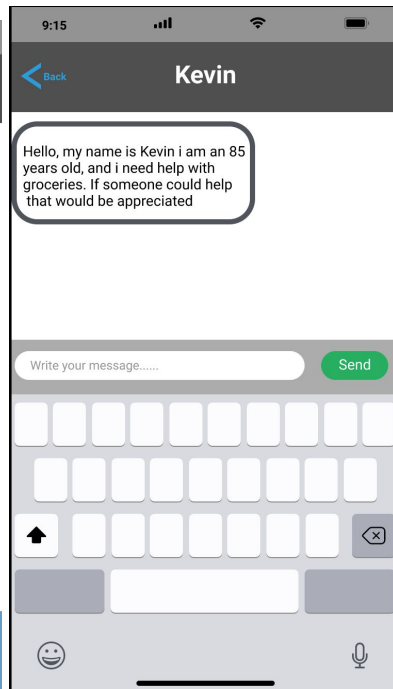 9:15
Back
Kevin
Hello, my name is Kevin i am an 85
years old, and i need help with
groceries. If someone could help
that would be appreciated
Write your message......
Send